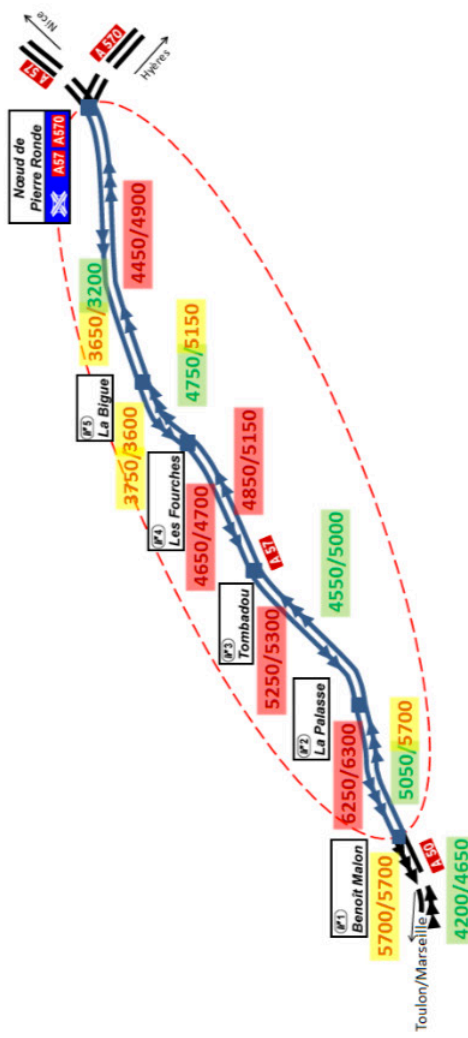 Nice
A 57
A 570
Hyères
Nœud de
Pierre Ronde
A57 A570
4450/4900
3650/3200
n°5
La Bigue
4750/5150
3750/3600
n°4
Les Fourches
4850/5150
4650/4700
A 57
n°3
Tombadou
4550/5000
5250/5300
n°2
La Palasse
5050/5700
6250/6300
n°1
Benoit Malon
A 50
5700/5700
Toulon/Marseille
4200/4650